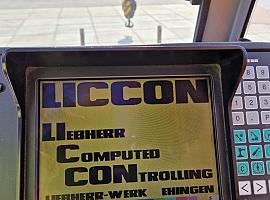 LICCON
LIEBHERR
COMPUTED
CONTROLLING
LIEBHERR-WERK EHINGEN